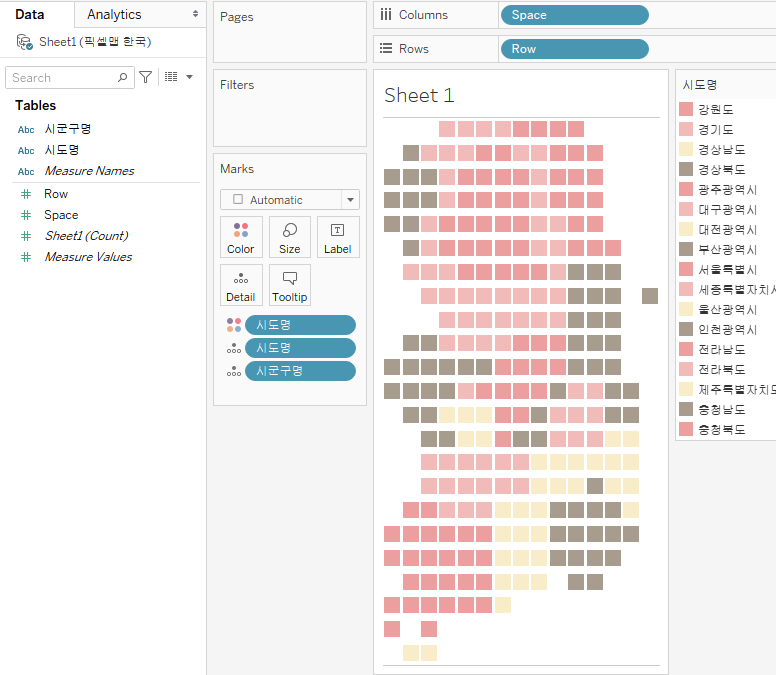 Data
Analytics
Sheet1 (픽셀맵 한국)
Search
Tables
Abc 시군구명
Abc 시도명
Abc Measure Names
Row
Space
Sheet1 (Count)
Measure Values
Pages
Filters
Marks
Automatic
Color Size Label
Detail Tooltip
시도명
시도명
시군구명
Columns Space
Rows Row
Sheet 1
시도명
강원도
경기도
경상남도
경상북도
광주광역시
대구광역시
대전광역시
부산광역시
서울특별시
세종특별자치시
울산광역시
인천광역시
전라남도
전라북도
제주특별자치도
충청남도
충청북도